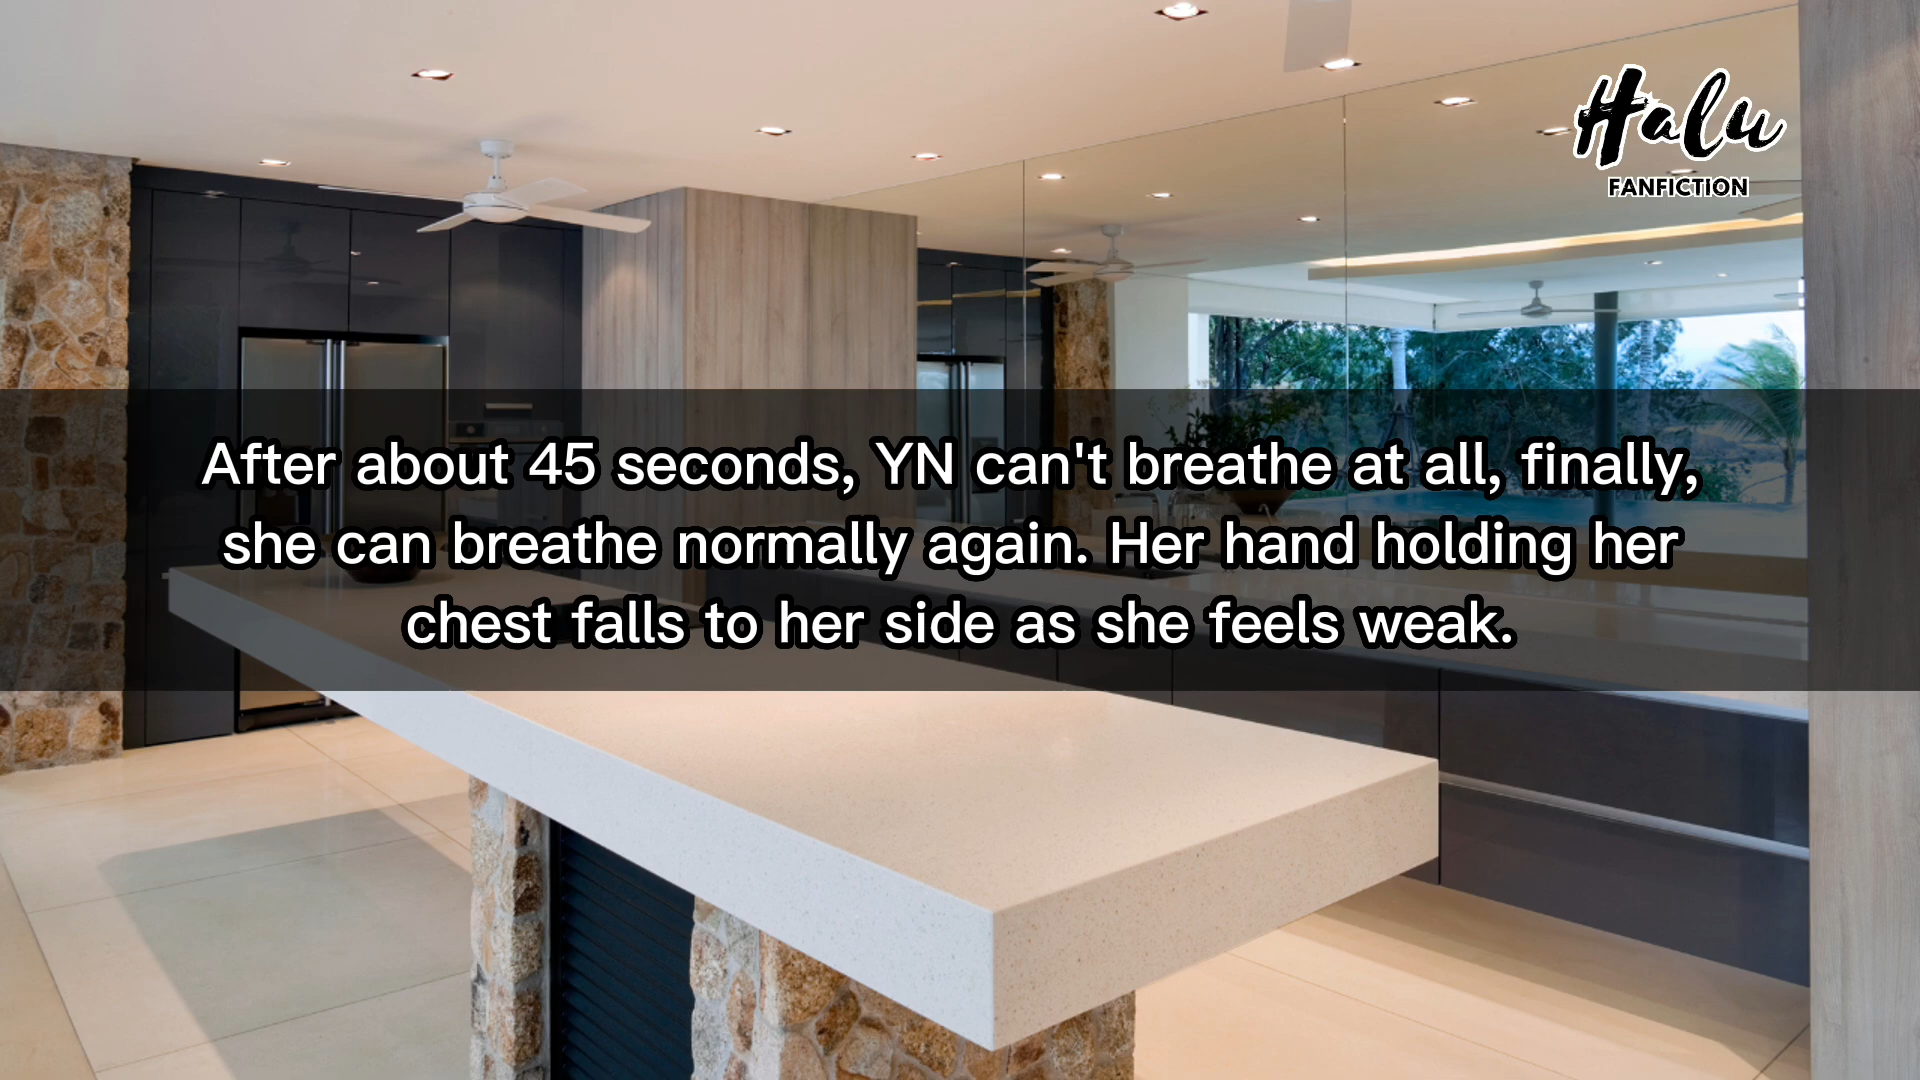 Halu
FANFICTION
After about 45 seconds, YN can't breathe at all, finally,
she can breathe normally again. Her hand holding her
chest falls to her side as she feels weak.